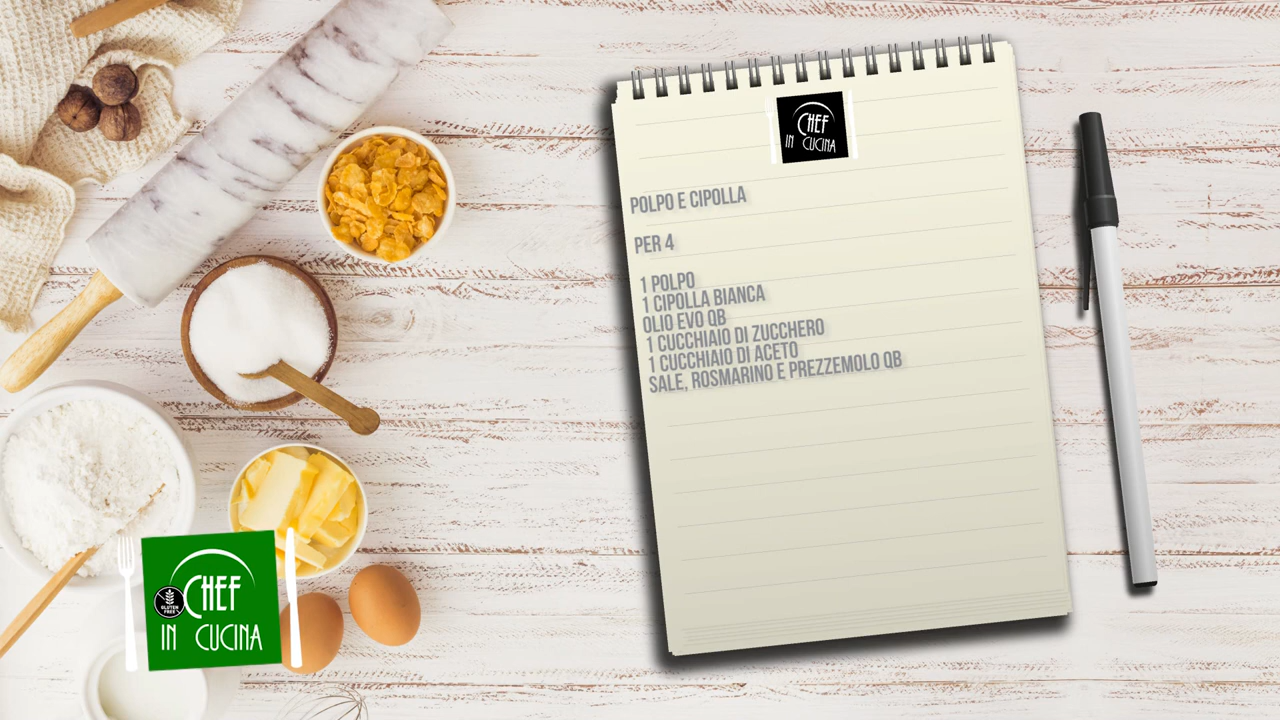 CHEF
IN CUCINA
POLPO E CIPOLLA
PER 4
1 POLPO
1 CIPOLLA BIANCA
OLIO EVO QB
1 CUCCHIAIO DI ZUCCHERO
1 CUCCHIAIO DI ACETO
SALE, ROSMARINO E PREZZEMOLO QB
GLUTEN
FREE
CHEF
IN CUCINA